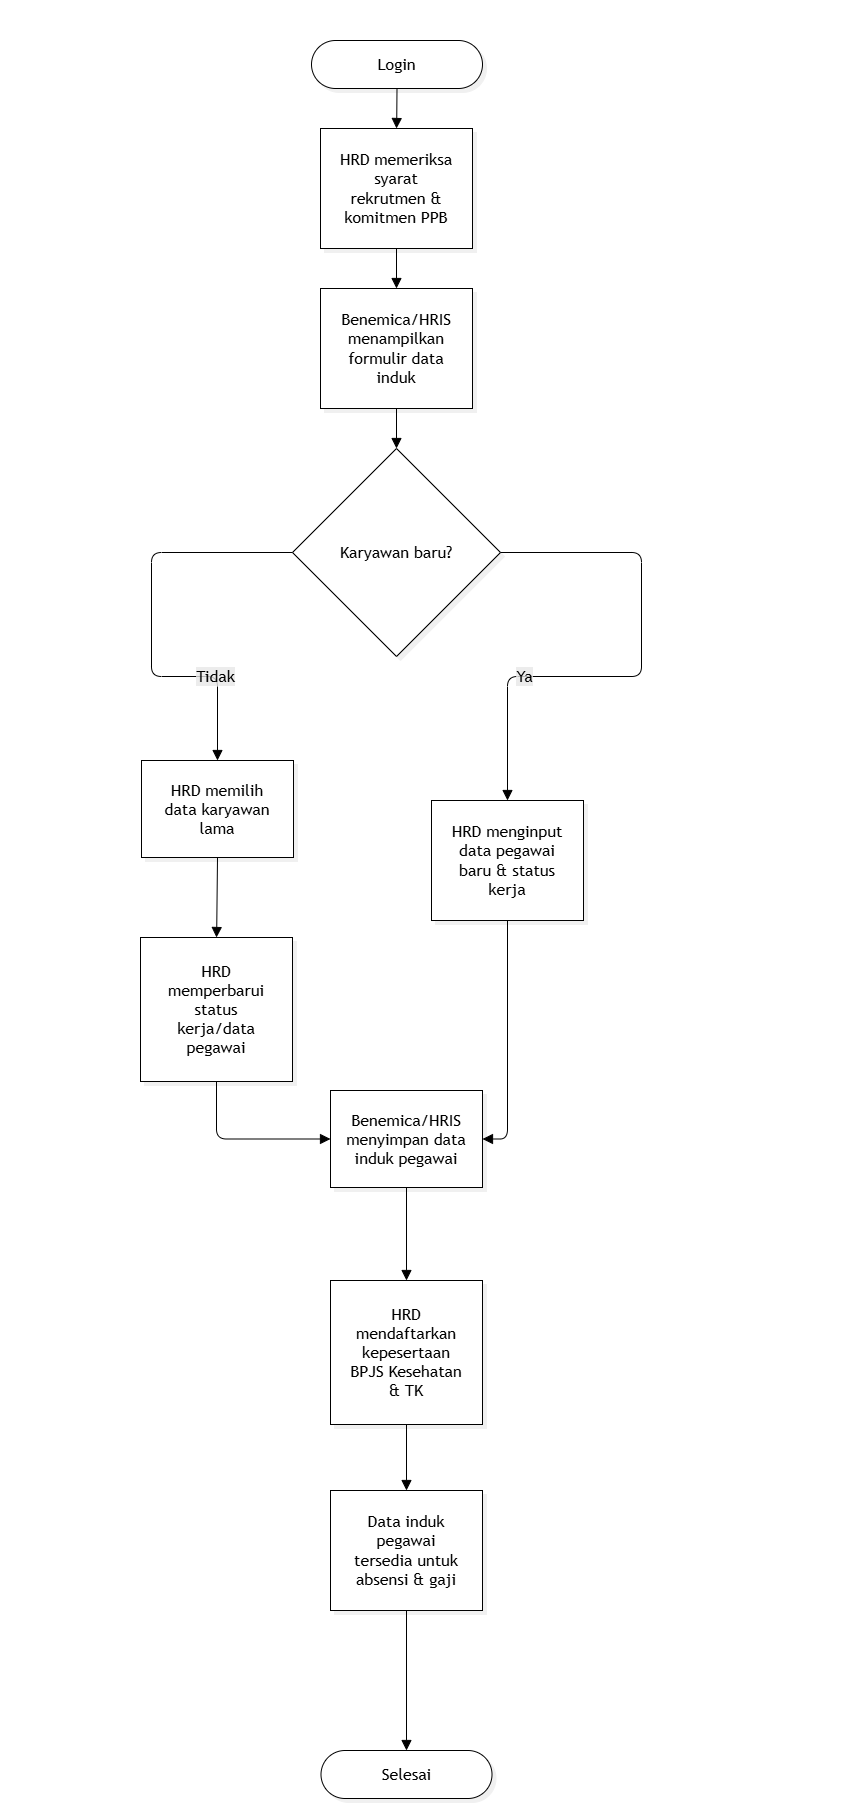 Login
HRD memeriksa
syarat
rekrutmen &
komitmen PPB
Benemica/HRIS
menampilkan
formulir data
induk
Karyawan baru?
Tidak
Ya
HRD memilih
data karyawan
lama
HRD menginput
data pegawai
baru & status
kerja
HRD
memperbarui
status
kerja/data
pegawai
Benemica/HRIS
menyimpan data
induk pegawai
HRD
mendaftarkan
kepesertaan
BPJS Kesehatan
& TK
Data induk
pegawai
tersedia untuk
absensi & gaji
Selesai